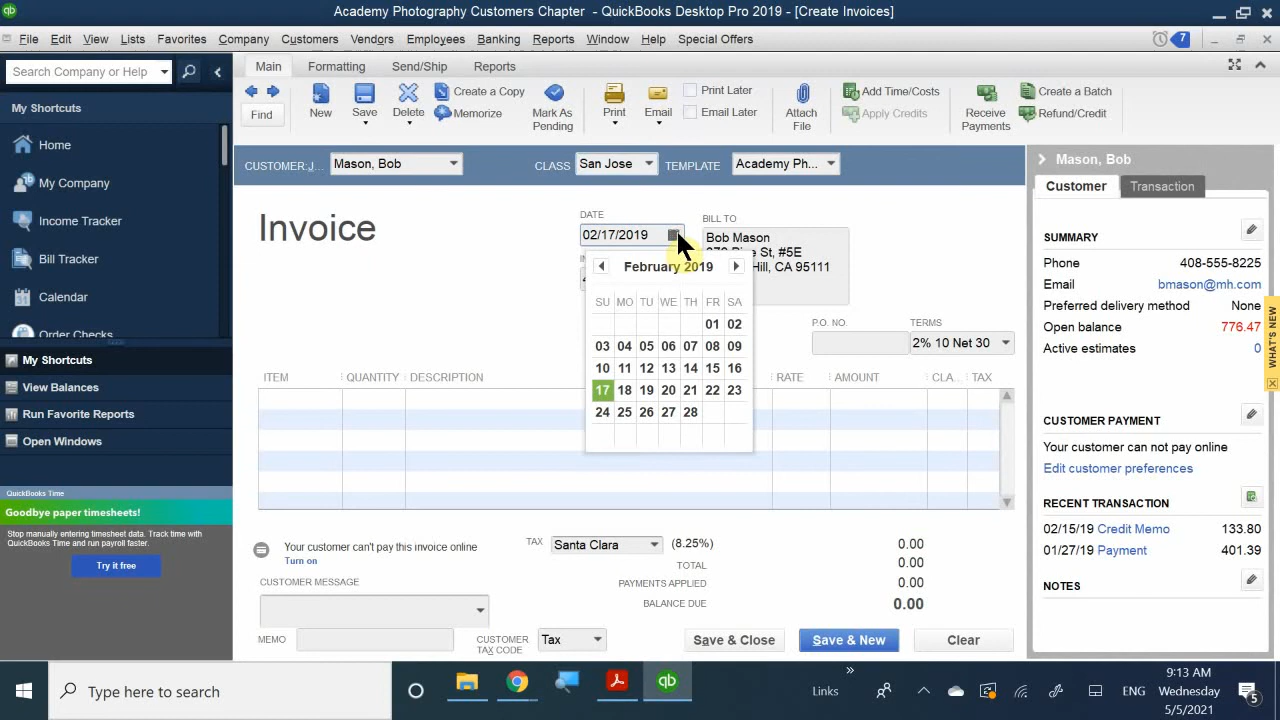 Academy Photography Customers Chapter - QuickBooks Desktop Pro 2019 - [Create Invoices]
File Edit View Lists Favorites Company Customers Vendors Employees Banking Reports Window Help Special Offers 7
Search Company or Help
My Shortcuts
Home
My Company
Income Tracker
Bill Tracker
Calendar
Order Checks
My Shortcuts
View Balances
Run Favorite Reports
Open Windows
QuickBooks Time
Goodbye paper timesheets!
Stop manually entering timesheet data. Track time with
QuickBooks Time and run payroll faster.
Try it free
Main Formatting Send/Ship Reports
Find
New
Save
Delete
Create a Copy
Memorize
Mark As
Pending
Print
Email
Print Later
Email Later
Attach
File
Add Time/Costs
Apply Credits
Receive
Payments
Create a Batch
Refund/Credit
CUSTOMER:J... Mason, Bob CLASS San Jose TEMPLATE Academy Ph...
Invoice
DATE
02/17/2019
BILL TO
Bob Mason
St, #5E
Hill, CA 95111
February 2019
SU MO TU WE TH FR SA
01 02
03 04 05 06 07 08 09
10 11 12 13 14 15 16
17 18 19 20 21 22 23
24 25 26 27 28
P.O. NO. TERMS
2% 10 Net 30
ITEM QUANTITY DESCRIPTION RATE AMOUNT CLA... TAX
Your customer can't pay this invoice online
Turn on
TAX Santa Clara (8.25%) 0.00
TOTAL 0.00
PAYMENTS APPLIED 0.00
BALANCE DUE 0.00
CUSTOMER MESSAGE
MEMO
CUSTOMER
TAX CODE
Tax
Save & Close Save & New Clear
Mason, Bob
Customer Transaction
SUMMARY
Phone 408-555-8225
Email bmason@mh.com
Preferred delivery method None
Open balance 776.47
Active estimates 0
CUSTOMER PAYMENT
Your customer can not pay online
Edit customer preferences
RECENT TRANSACTION
02/15/19 Credit Memo 133.80
01/27/19 Payment 401.39
NOTES
WHAT'S NEW
Type here to search
Links
ENG
9:13 AM
Wednesday
5/5/2021
5